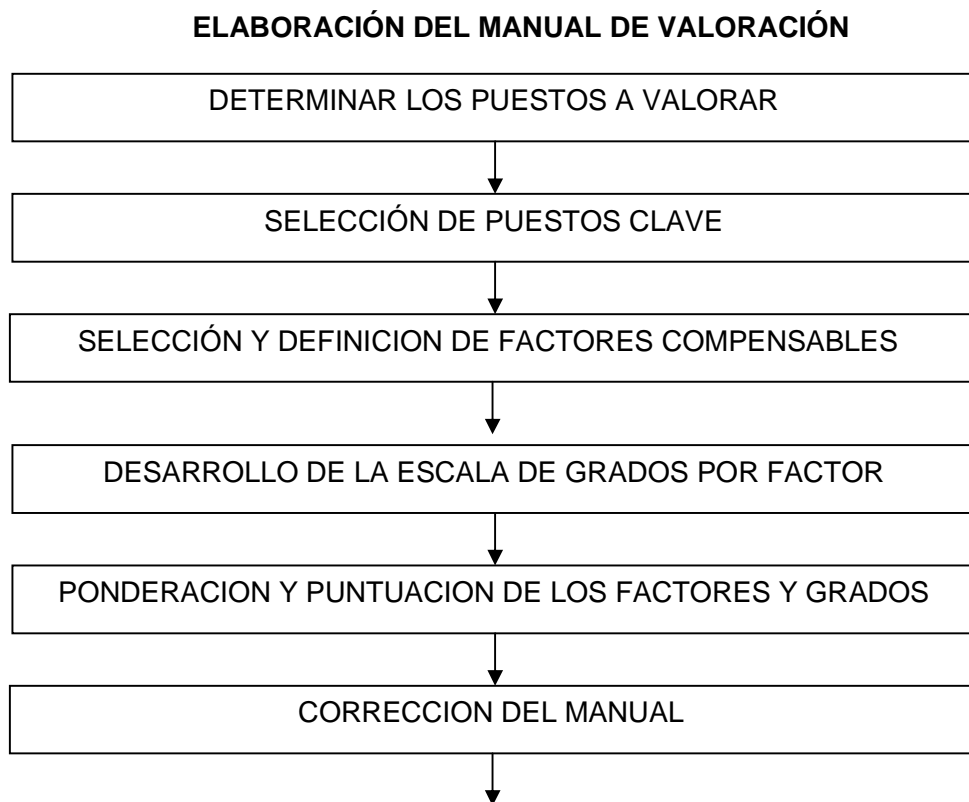 ELABORACIÓN DEL MANUAL DE VALORACIÓN
DETERMINAR LOS PUESTOS A VALORAR
SELECCIÓN DE PUESTOS CLAVE
SELECCIÓN Y DEFINICION DE FACTORES COMPENSABLES
DESARROLLO DE LA ESCALA DE GRADOS POR FACTOR
PONDERACION Y PUNTUACION DE LOS FACTORES Y GRADOS
CORRECCION DEL MANUAL